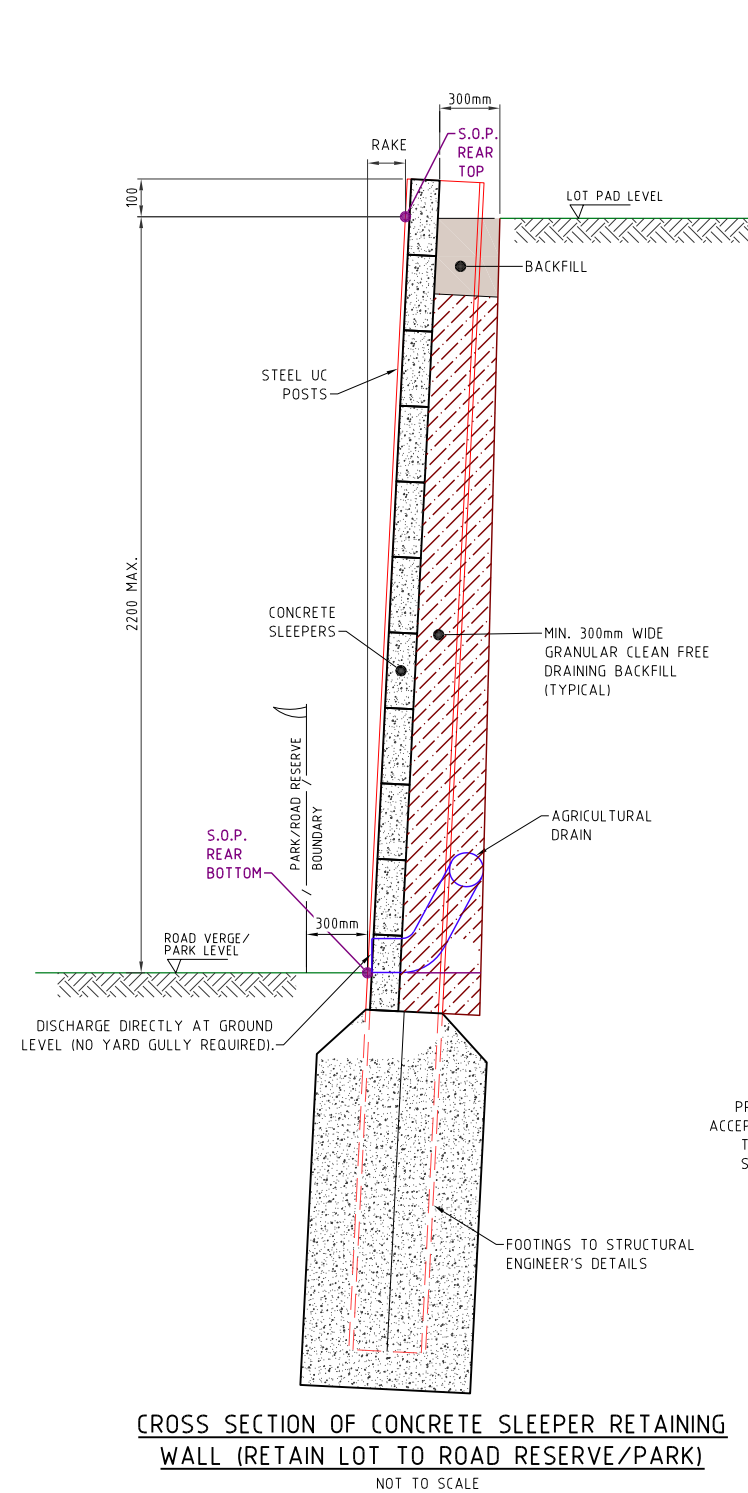 300mm
S.O.P.
REAR
TOP
RAKE
100
LOT PAD LEVEL
BACKFILL
STEEL UC
POSTS
2200 MAX.
CONCRETE
SLEEPERS
MIN. 300mm WIDE
GRANULAR CLEAN FREE
DRAINING BACKFILL
(TYPICAL)
PARK/ROAD RESERVE
BOUNDARY
AGRICULTURAL
DRAIN
S.O.P.
REAR
BOTTOM
300mm
ROAD VERGE/
PARK LEVEL
DISCHARGE DIRECTLY AT GROUND
LEVEL (NO YARD GULLY REQUIRED).
FOOTINGS TO STRUCTURAL
ENGINEER'S DETAILS
CROSS SECTION OF CONCRETE SLEEPER RETAINING
WALL (RETAIN LOT TO ROAD RESERVE/PARK)
NOT TO SCALE